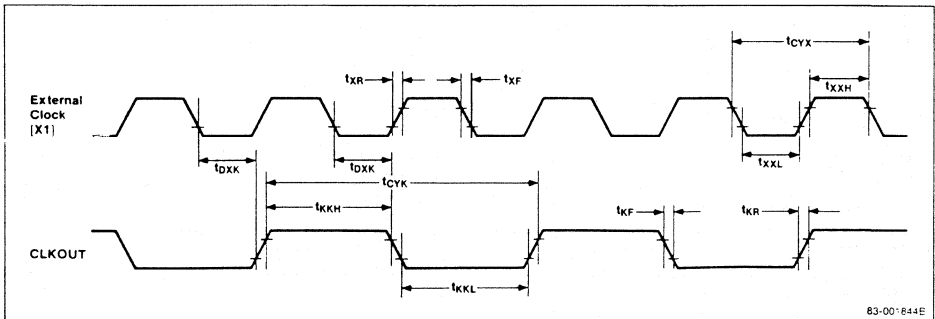 tCYX
tXR
tXF
tXXH
External
Clock
[X1]
tXXL
tDXK
tDXK
tCYK
tKKH
tKF
tKR
CLKOUT
tKKL
83-001844E